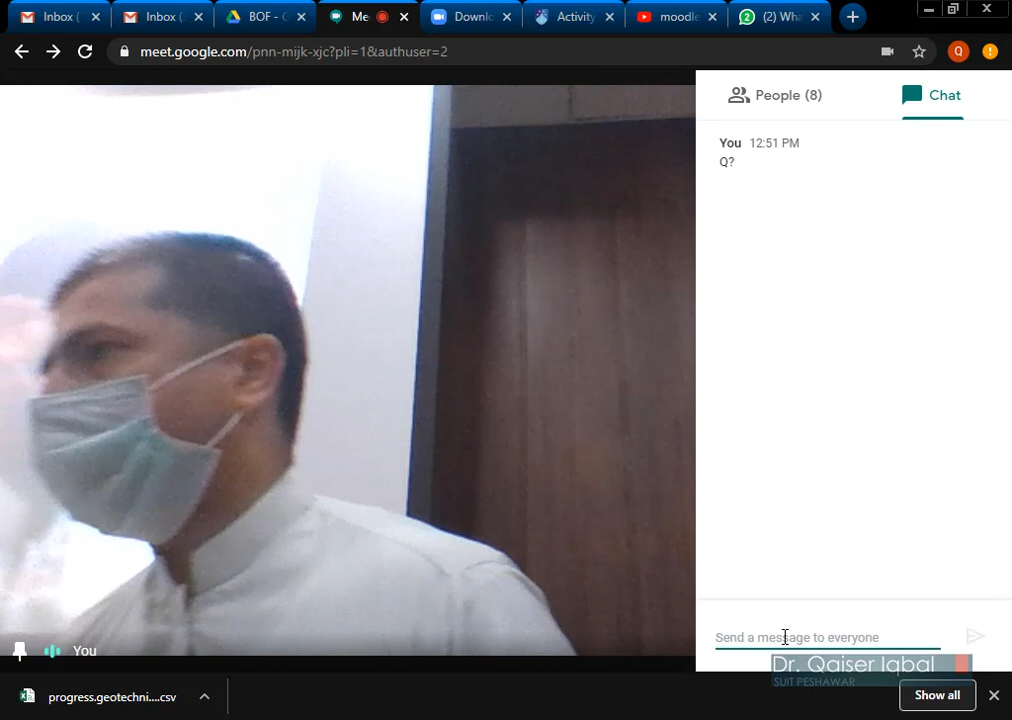 Inbox (
Inbox (
BOF - G
Me
Downlo
Activity
moodle
(2) Wha
meet.google.com/pnn-mijk-xjc?pli=1&authuser=2
Q
People (8)
Chat
You 12:51 PM
Q?
Send a message to everyone
You
Dr. Qaiser Iqbal
SUIT PESHAWAR
progress.geotechni....csv
Show all